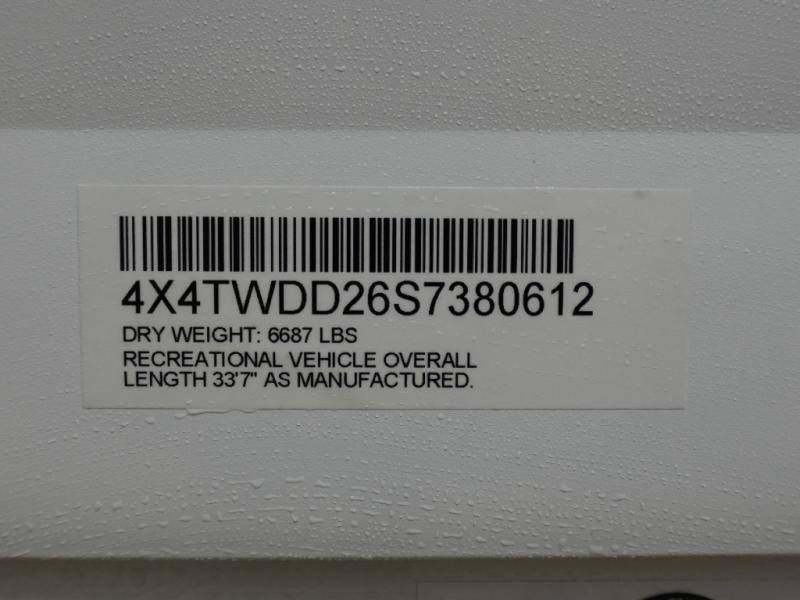 4X4TWDD26S7380612
DRY WEIGHT: 6687 LBS
RECREATIONAL VEHICLE OVERALL
LENGTH 33'7" AS MANUFACTURED.